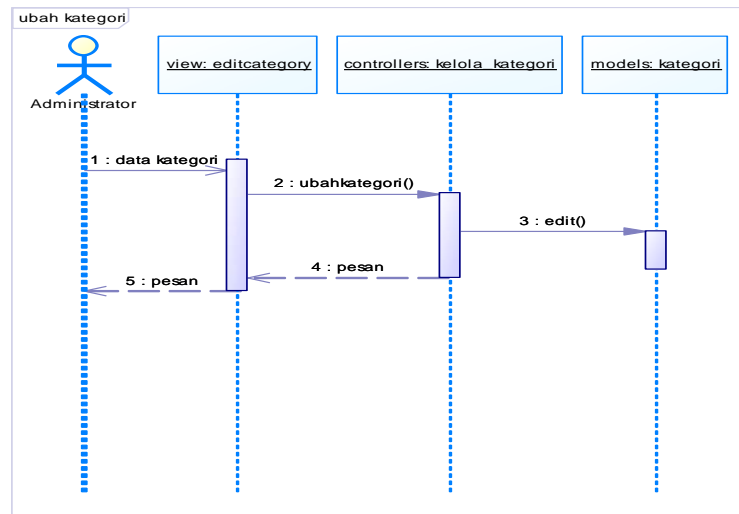 ubah kategori
view: editcategory
controllers: kelola_kategori
models: kategori
Administrator
1 : data kategori
2 : ubahkategori()
3 : edit()
4 : pesan
5 : pesan